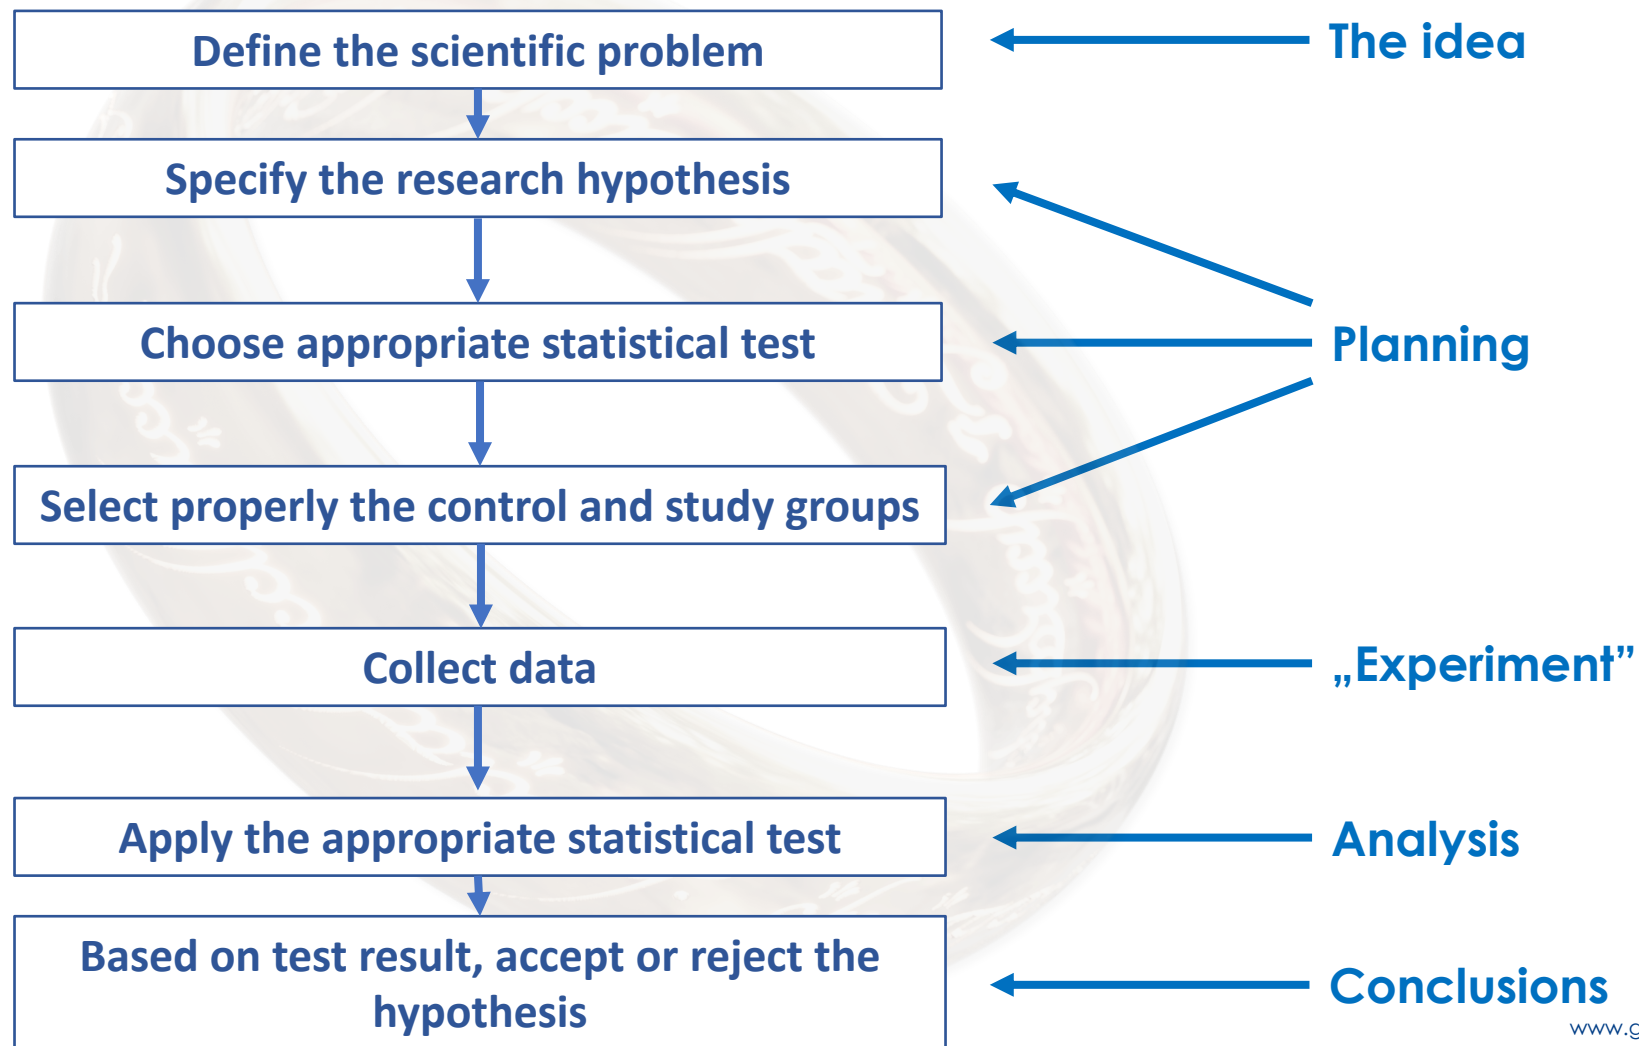 Define the scientific problem
The idea
Specify the research hypothesis
Choose appropriate statistical test
Planning
Select properly the control and study groups
Collect data
„Experiment”
Apply the appropriate statistical test
Analysis
Based on test result, accept or reject the
hypothesis
Conclusions
www.g